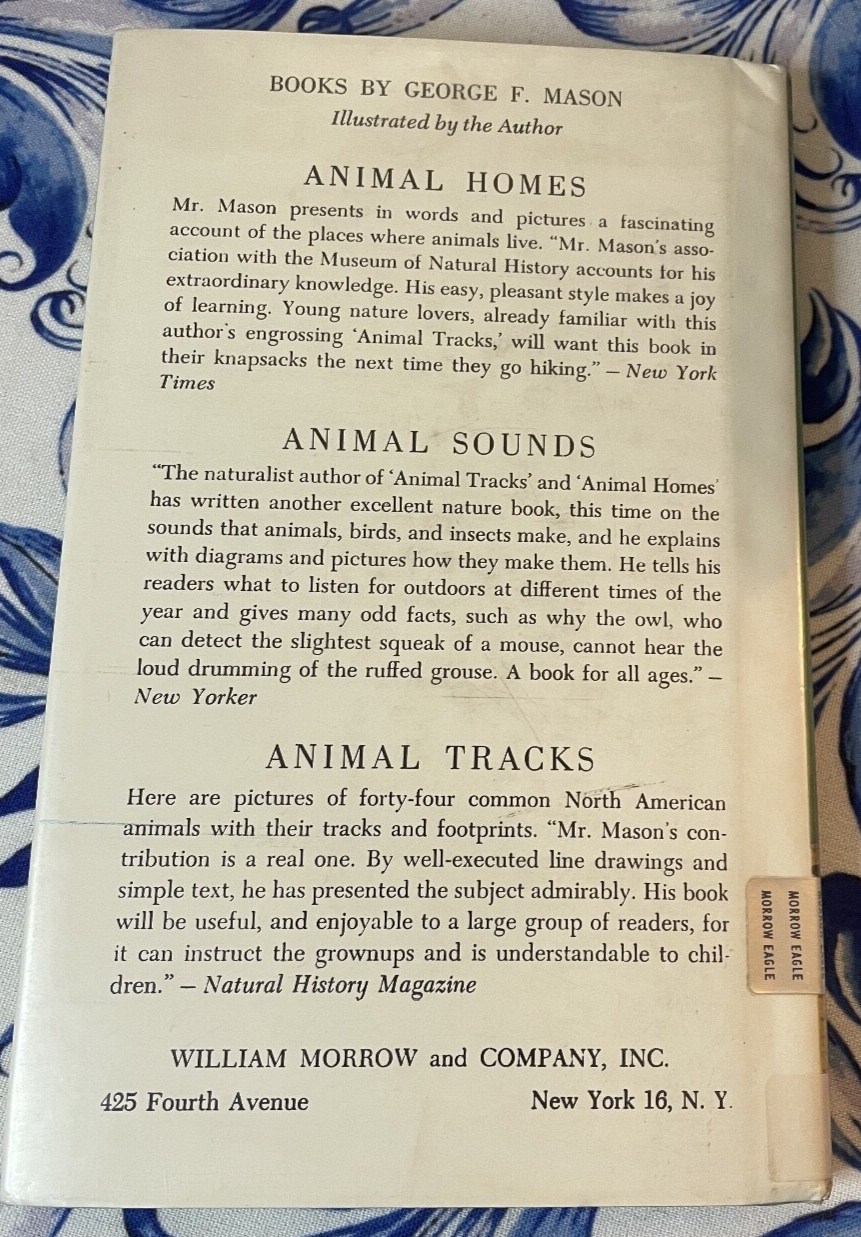 BOOKS BY GEORGE F. MASON
Illustrated by the Author
ANIMAL HOMES
Mr. Mason presents in words and pictures a fascinating
account of the places where animals live. “Mr. Mason’s asso-
ciation with the Museum of Natural History accounts for his
extraordinary knowledge. His easy, pleasant style makes a joy
of learning. Young nature lovers, already familiar with this
author’s engrossing ‘Animal Tracks,’ will want this book in
their knapsacks the next time they go hiking.” — New York
Times
ANIMAL SOUNDS
“The naturalist author of ‘Animal Tracks’ and ‘Animal Homes’
has written another excellent nature book, this time on the
sounds that animals, birds, and insects make, and he explains
with diagrams and pictures how they make them. He tells his
readers what to listen for outdoors at different times of the
year and gives many odd facts, such as why the owl, who
can detect the slightest squeak of a mouse, cannot hear the
loud drumming of the ruffed grouse. A book for all ages.” —
New Yorker
ANIMAL TRACKS
Here are pictures of forty-four common North American
animals with their tracks and footprints. “Mr. Mason’s con-
tribution is a real one. By well-executed line drawings and
simple text, he has presented the subject admirably. His book
will be useful, and enjoyable to a large group of readers, for
it can instruct the grownups and is understandable to chil-
dren.” — Natural History Magazine
WILLIAM MORROW and COMPANY, INC.
425 Fourth Avenue New York 16, N. Y.
MORROW EAGLE
MORROW EAGLE